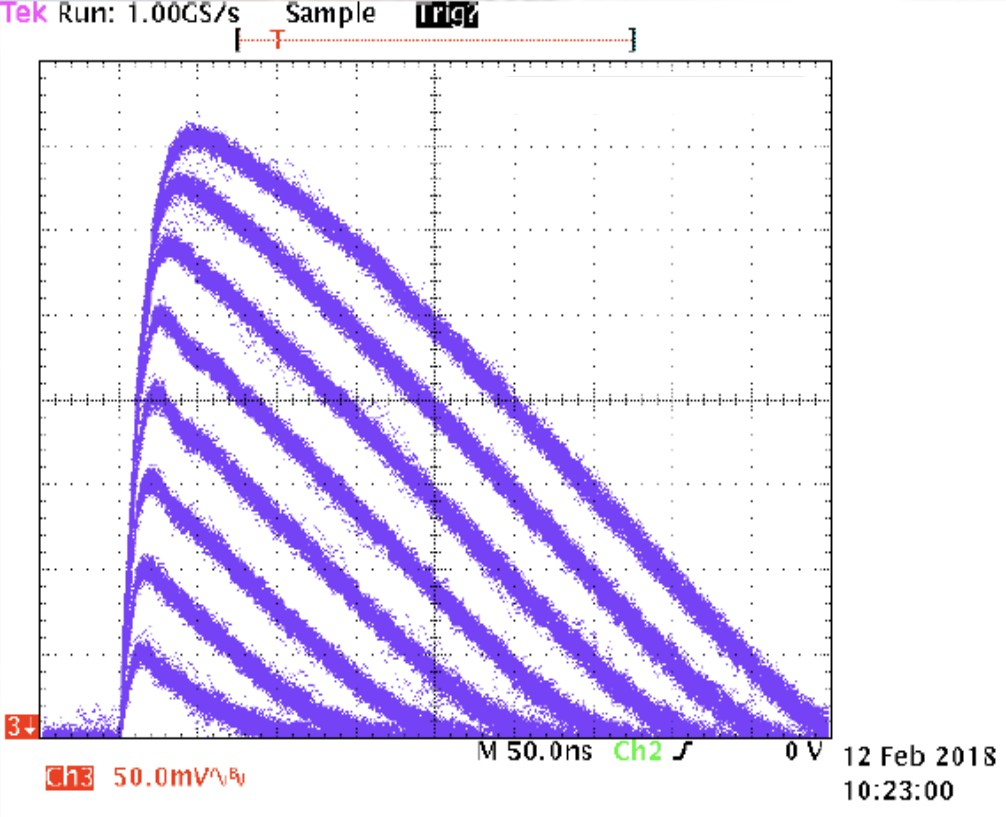 Tek Run: 1.00GS/s Sample Trig?
T
3↓
M 50.0ns Ch2 ƒ 0 V
Ch3 50.0mV∿ᴮw
12 Feb 2018
10:23:00